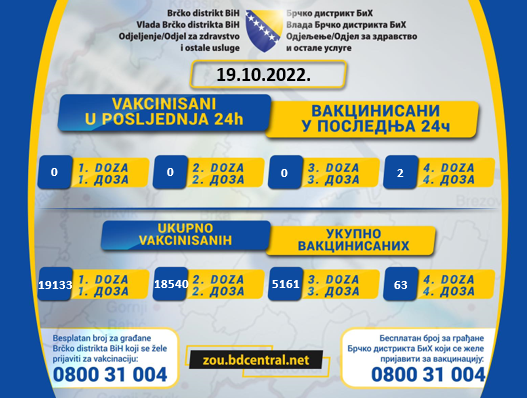 Brčko distrikt BiH
Vlada Brčko distrikta BiH
Odjeljenje/Odjel za zdravstvo
i ostale usluge
Брчко дистрикт БиХ
Влада Брчко дистрикта БиХ
Одјељење/Одјел за здравство
и остале услуге
19.10.2022.
VAKCINISANI
U POSLJEDNJA 24h
ВАКЦИНИСАНИ
У ПОСЛЕДЊА 24ч
0
1. DOZA
1. ДОЗА
0
2. DOZA
2. ДОЗА
0
3. DOZA
3. ДОЗА
2
4. DOZA
4. ДОЗА
UKUPNO
VAKCINISANIH
УКУПНО
ВАКЦИНИСАНИХ
19133
1. DOZA
1. ДОЗА
18540
2. DOZA
2. ДОЗА
5161
3. DOZA
3. ДОЗА
63
4. DOZA
4. ДОЗА
Besplatan broj za građane
Brčko distrikta BiH koji se žele
prijaviti za vakcinaciju:
0800 31 004
zou.bdcentral.net
Бесплатан број за грађане
Брчко дистрикта БиХ који се желе
пријавити за вакцинацију:
0800 31 004